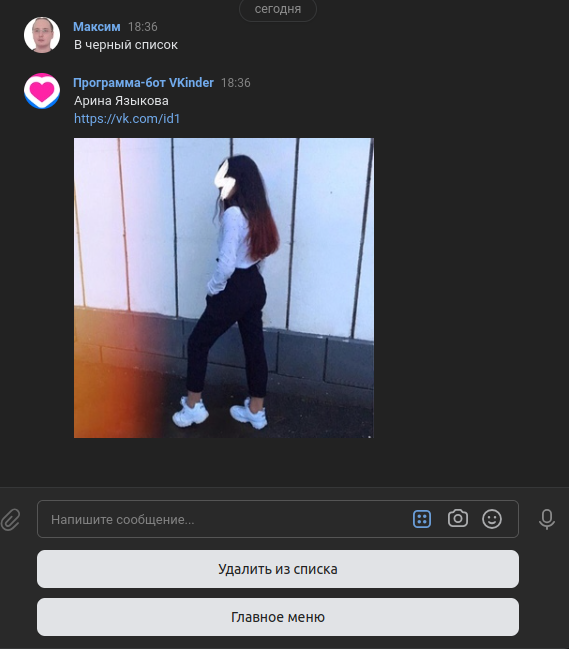 сегодня
Максим 18:36
В черный список
Программа-бот VKinder 18:36
Арина Языкова
https://vk.com/id1
Напишите сообщение...
Удалить из списка
Главное меню